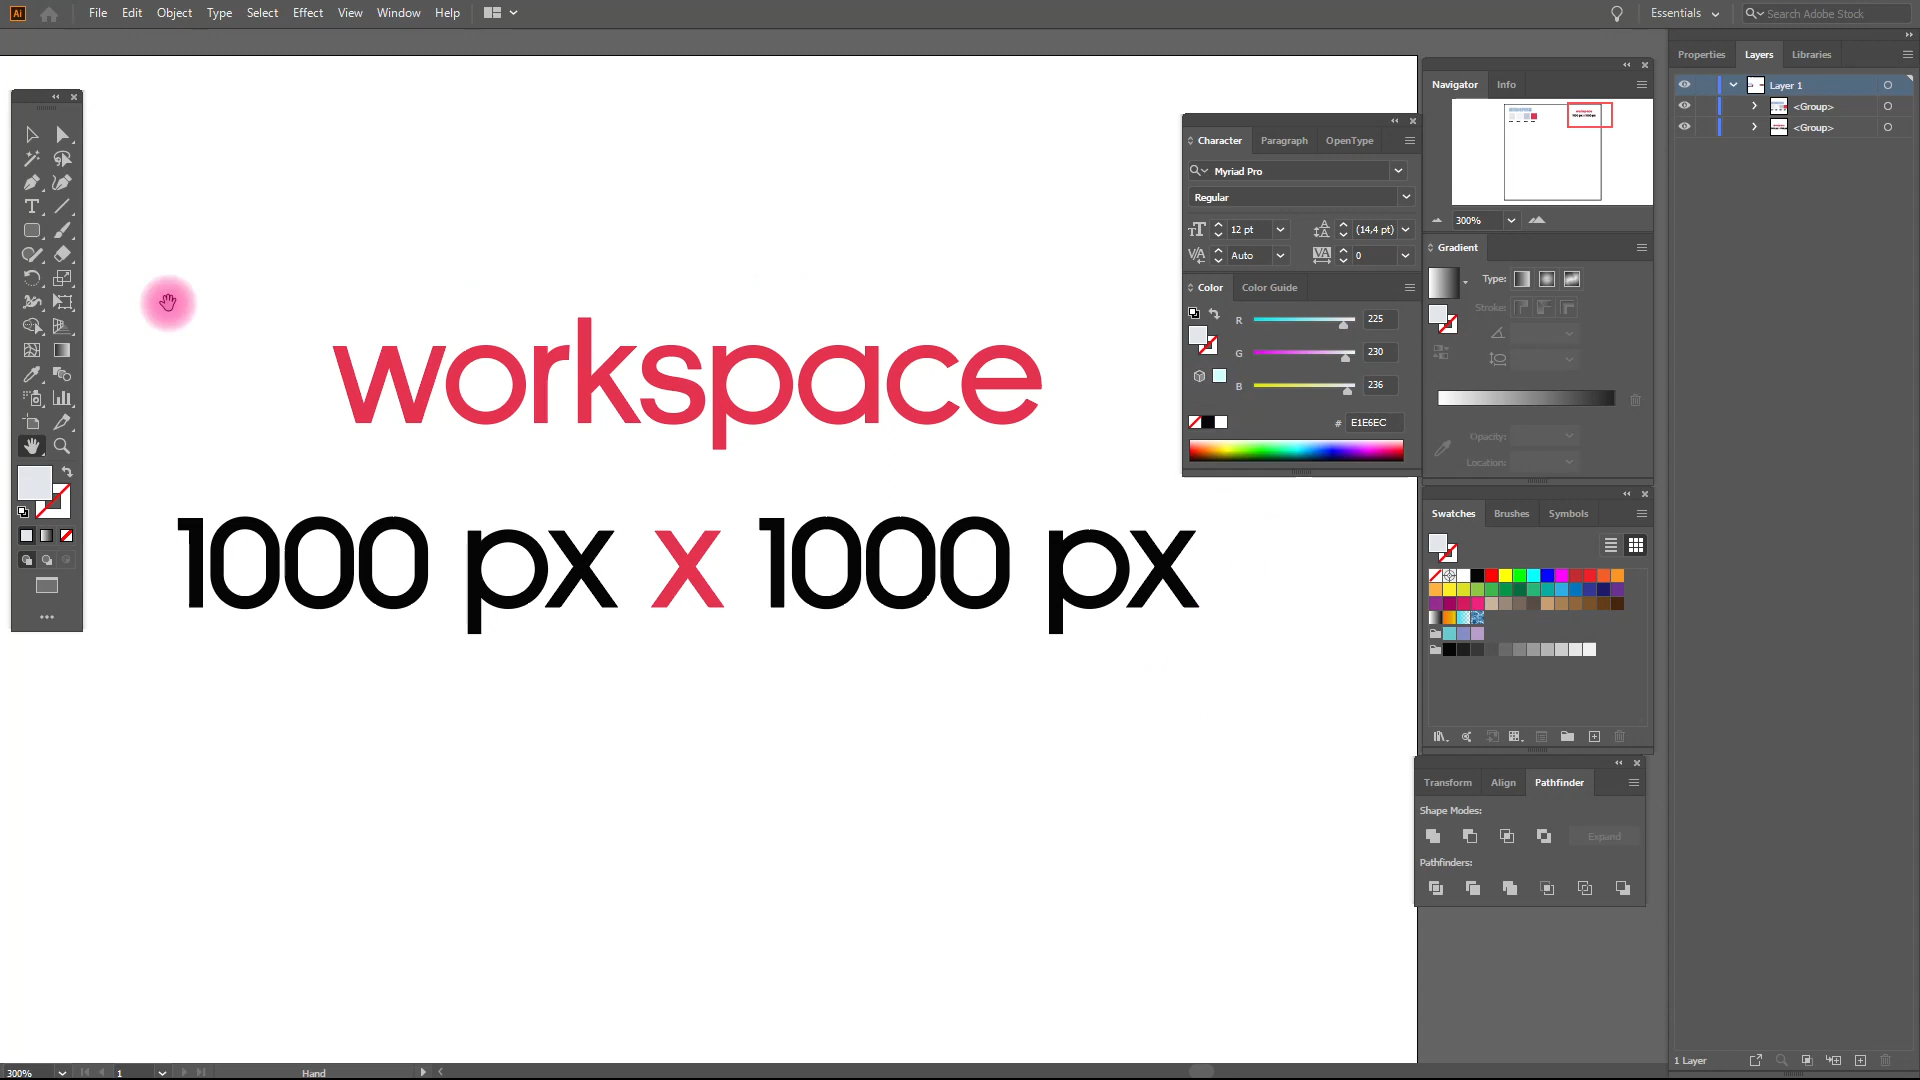 Ai File Edit Object Type Select Effect View Window Help Essentials Search Adobe Stock
Properties Layers Libraries
Layer 1
<Group>
<Group>
Navigator Info
300%
Character Paragraph OpenType
Myriad Pro
Regular
12 pt (14,4 pt)
Auto 0
Color Color Guide
R 225
G 230
B 236
# E1E6EC
Gradient
Type:
Stroke:
Opacity:
Location:
Swatches Brushes Symbols
Transform Align Pathfinder
Shape Modes:
Expand
Pathfinders:
workspace
1000 px x 1000 px
300% 1 Hand
1 Layer